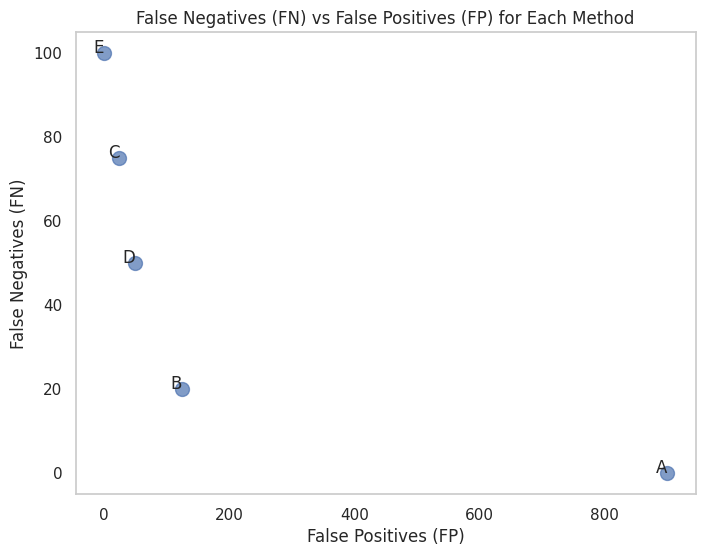 False Negatives (FN) vs False Positives (FP) for Each Method
E
100
C
80
60
D
40
B
20
A
0
False Negatives (FN)
0 200 400 600 800
False Positives (FP)